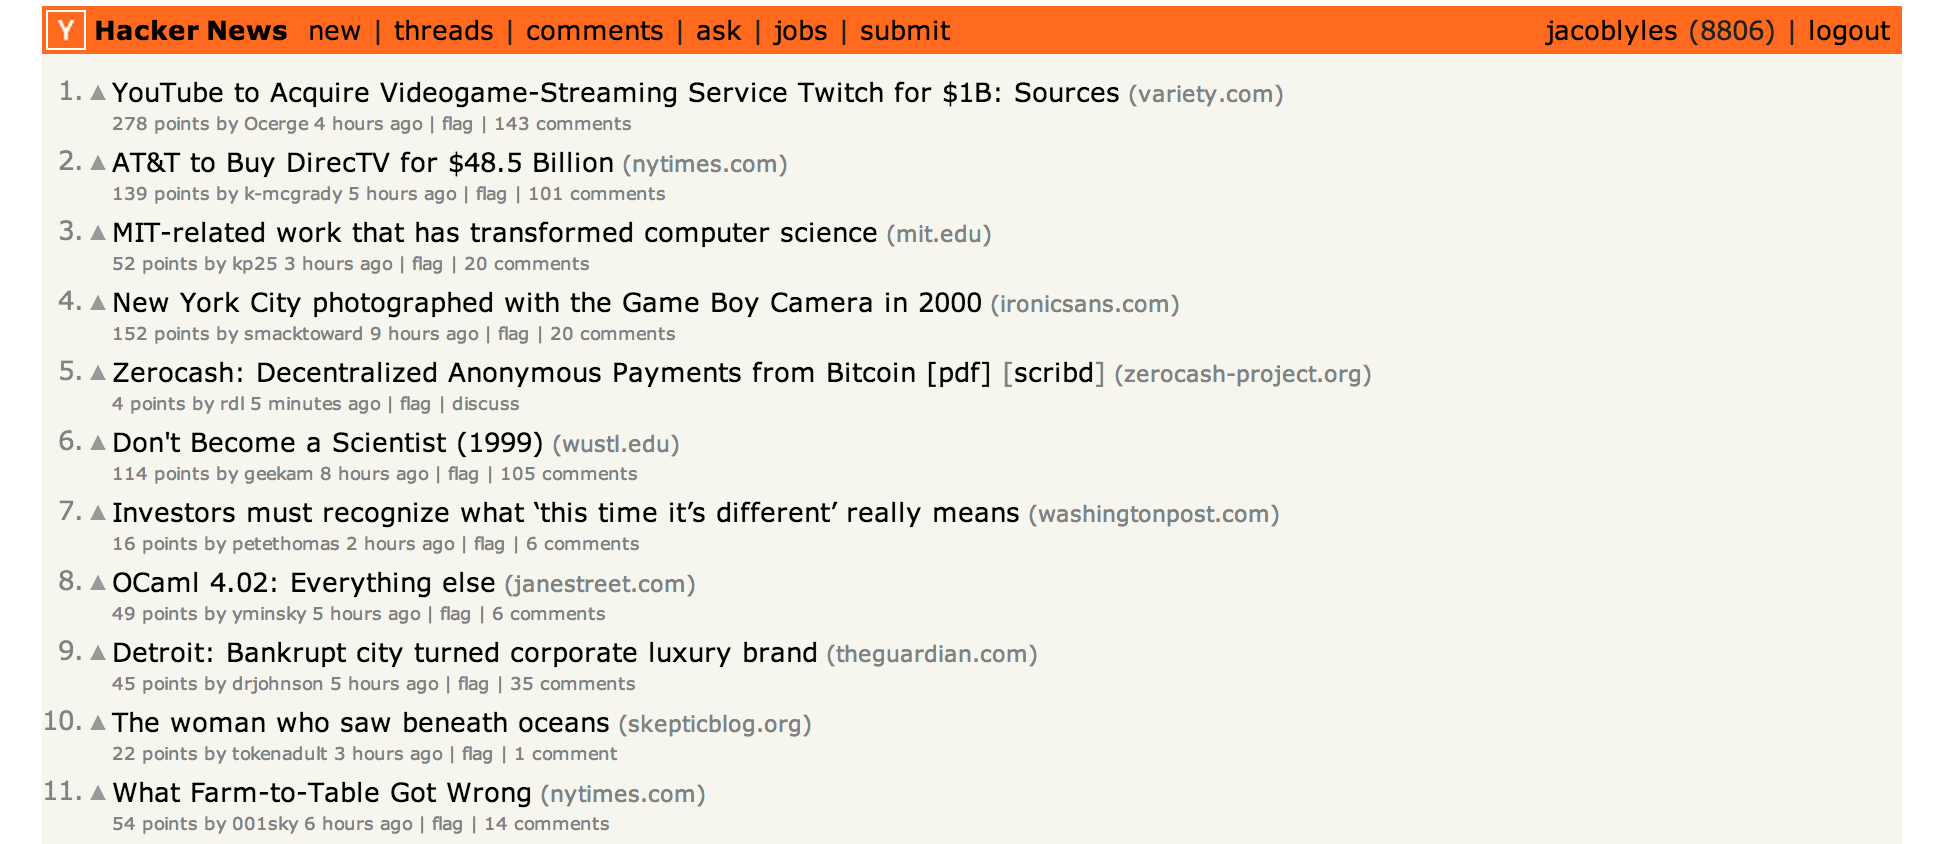 Y Hacker News new | threads | comments | ask | jobs | submit jacoblyles (8806) | logout
1. ▲ YouTube to Acquire Videogame-Streaming Service Twitch for $1B: Sources (variety.com)
278 points by Ocerge 4 hours ago | flag | 143 comments
2. ▲ AT&T to Buy DirecTV for $48.5 Billion (nytimes.com)
139 points by k-mcgrady 5 hours ago | flag | 101 comments
3. ▲ MIT-related work that has transformed computer science (mit.edu)
52 points by kp25 3 hours ago | flag | 20 comments
4. ▲ New York City photographed with the Game Boy Camera in 2000 (ironicsans.com)
152 points by smacktoward 9 hours ago | flag | 20 comments
5. ▲ Zerocash: Decentralized Anonymous Payments from Bitcoin [pdf] [scribd] (zerocash-project.org)
4 points by rdl 5 minutes ago | flag | discuss
6. ▲ Don't Become a Scientist (1999) (wustl.edu)
114 points by geekam 8 hours ago | flag | 105 comments
7. ▲ Investors must recognize what ‘this time it’s different’ really means (washingtonpost.com)
16 points by petethomas 2 hours ago | flag | 6 comments
8. ▲ OCaml 4.02: Everything else (janestreet.com)
49 points by yminsky 5 hours ago | flag | 6 comments
9. ▲ Detroit: Bankrupt city turned corporate luxury brand (theguardian.com)
45 points by drjohnson 5 hours ago | flag | 35 comments
10. ▲ The woman who saw beneath oceans (skepticblog.org)
22 points by tokenadult 3 hours ago | flag | 1 comment
11. ▲ What Farm-to-Table Got Wrong (nytimes.com)
54 points by 001sky 6 hours ago | flag | 14 comments